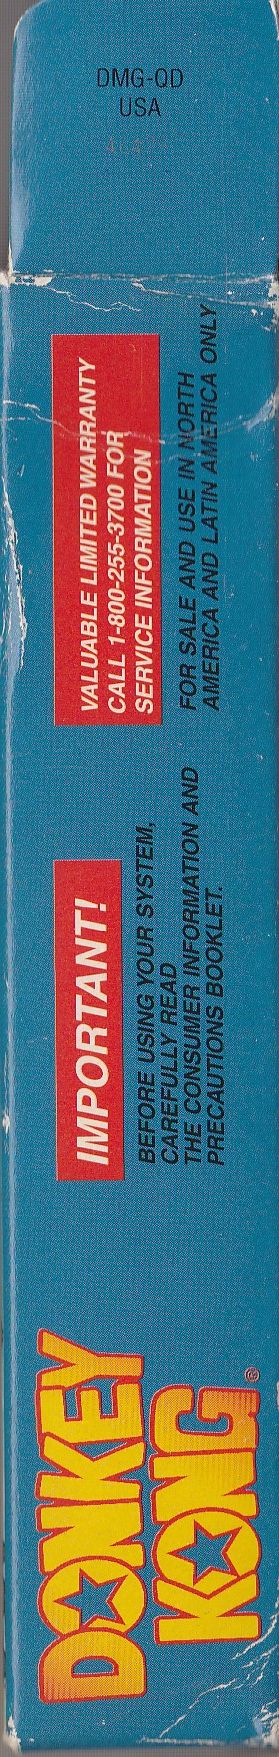 DMG-QD
USA
VALUABLE LIMITED WARRANTY
CALL 1-800-255-3700 FOR
SERVICE INFORMATION
FOR SALE AND USE IN NORTH
AMERICA AND LATIN AMERICA ONLY
IMPORTANT!
BEFORE USING YOUR SYSTEM,
CAREFULLY READ
THE CONSUMER INFORMATION AND
PRECAUTIONS BOOKLET.
DONKEY
KONG®